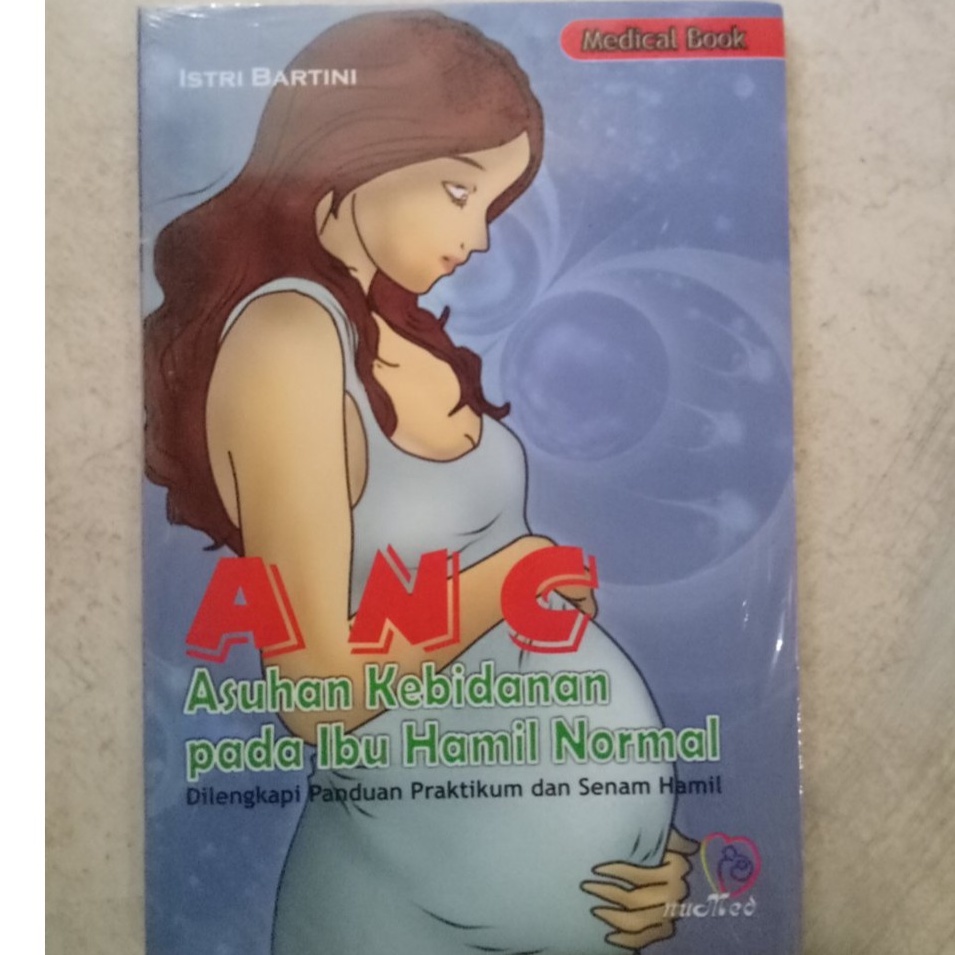 Medical Book
ISTRI BARTINI
ANC
Asuhan Kebidanan
pada Ibu Hamil Normal
Dilengkapi Panduan Praktikum dan Senam Hamil
nuMed